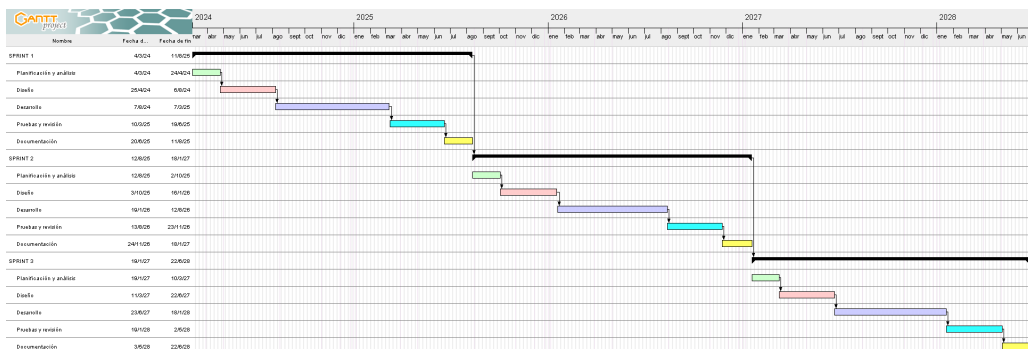 GANTT project
2024 2025 2026 2027 2028
mar abr may jun jul ago sept oct nov dic ene feb mar abr may jun jul ago sept oct nov dic ene feb mar abr may jun jul ago sept oct nov dic ene feb mar abr may jun jul ago sept oct nov dic ene feb mar abr may jun
Nombre Fecha d... Fecha de fin
SPRINT 1 4/3/24 11/8/25
Planificación y análisis 4/3/24 24/4/24
Diseño 25/4/24 6/8/24
Desarrollo 7/8/24 7/3/25
Pruebas y revisión 10/3/25 19/6/25
Documentación 20/6/25 11/8/25
SPRINT 2 12/8/25 18/1/27
Planificación y análisis 12/8/25 2/10/25
Diseño 3/10/25 16/1/26
Desarrollo 19/1/26 12/8/26
Pruebas y revisión 13/8/26 23/11/26
Documentación 24/11/26 18/1/27
SPRINT 3 19/1/27 22/6/28
Planificación y análisis 19/1/27 10/3/27
Diseño 11/3/27 22/6/27
Desarrollo 23/6/27 18/1/28
Pruebas y revisión 19/1/28 2/5/28
Documentación 3/5/28 22/6/28